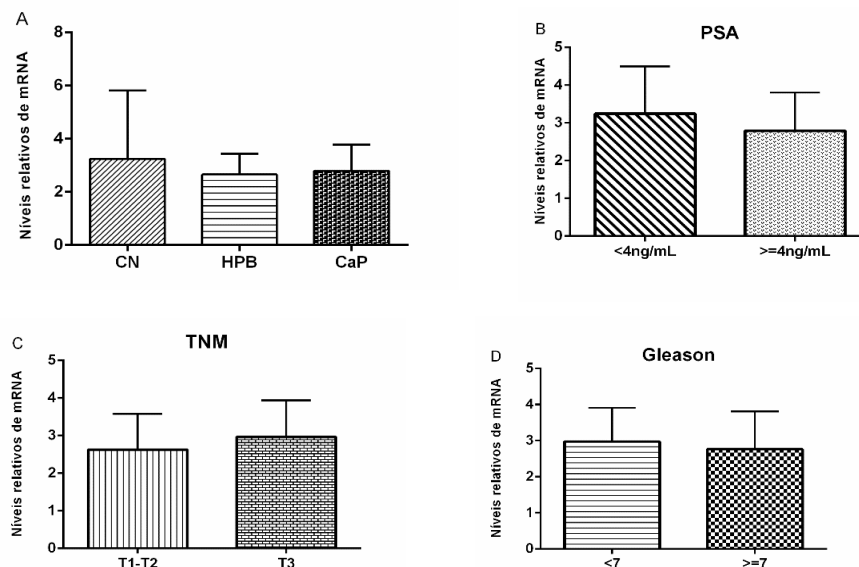 A
Níveis relativos de mRNA
8
6
4
2
0
CN HPB CaP
B
PSA
Níveis relativos de mRNA
5
4
3
2
1
0
<4ng/mL >=4ng/mL
C
TNM
Níveis relativos de mRNA
5
4
3
2
1
0
T1-T2 T3
D
Gleason
Níveis relativos de mRNA
5
4
3
2
1
0
<7 >=7